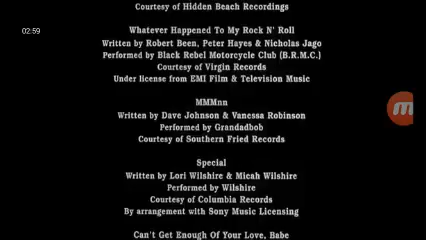 Courtesy of Hidden Beach Recordings
02:59
Whatever Happened To My Rock N' Roll
Written by Robert Been, Peter Hayes & Nicholas Jago
Performed by Black Rebel Motorcycle Club (B.R.M.C.)
Courtesy of Virgin Records
Under license from EMI Film & Television Music
MMMnn
Written by Dave Johnson & Vanessa Robinson
Performed by Grandadbob
Courtesy of Southern Fried Records
Special
Written by Lori Wilshire & Micah Wilshire
Performed by Wilshire
Courtesy of Columbia Records
By arrangement with Sony Music Licensing
Can't Get Enough Of Your Love, Babe